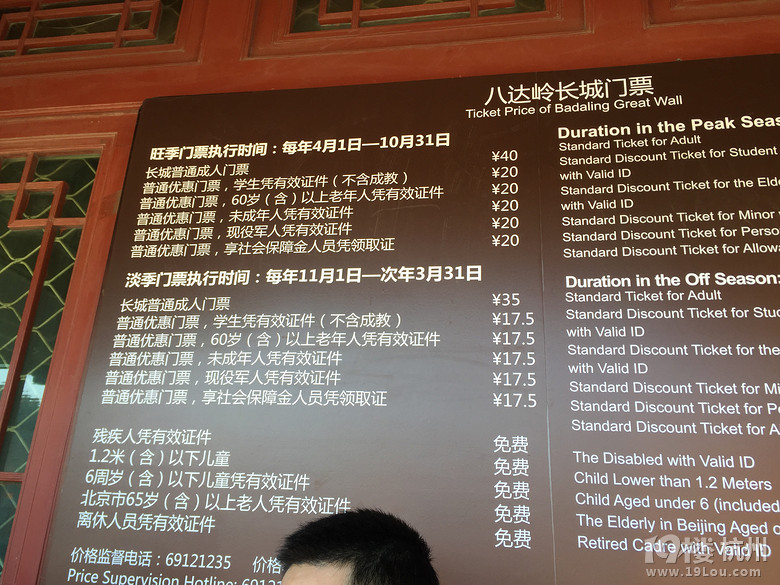 八达岭长城门票
Ticket Price of Badaling Great Wall
旺季门票执行时间：每年4月1日—10月31日
长城普通成人门票 ¥40
普通优惠门票，学生凭有效证件（不含成教） ¥20
普通优惠门票，60岁（含）以上老年人凭有效证件 ¥20
普通优惠门票，未成年人凭有效证件 ¥20
普通优惠门票，现役军人凭有效证件 ¥20
普通优惠门票，享社会保障金人员凭领取证 ¥20
淡季门票执行时间：每年11月1日—次年3月31日
长城普通成人门票 ¥35
普通优惠门票，学生凭有效证件（不含成教） ¥17.5
普通优惠门票，60岁（含）以上老年人凭有效证件 ¥17.5
普通优惠门票，未成年人凭有效证件 ¥17.5
普通优惠门票，现役军人凭有效证件 ¥17.5
普通优惠门票，享社会保障金人员凭领取证 ¥17.5
残疾人凭有效证件 免费
1.2米（含）以下儿童 免费
6周岁（含）以下儿童凭有效证件 免费
北京市65岁（含）以上老人凭有效证件 免费
离休人员凭有效证件 免费
价格监督电话：69121235 价格
Price Supervision Hotline: 6912
Duration in the Peak Seas
Standard Ticket for Adult
Standard Discount Ticket for Student
with Valid ID
Standard Discount Ticket for the Elde
with Valid ID
Standard Discount Ticket for Minor
Standard Discount Ticket for Perso
Standard Discount Ticket for Allowa
Duration in the Off Season:
Standard Ticket for Adult
Standard Discount Ticket for Stud
with Valid ID
Standard Discount Ticket for the
with Valid ID
Standard Discount Ticket for Mi
Standard Discount Ticket for Pe
Standard Discount Ticket for A
The Disabled with Valid ID
Child Lower than 1.2 Meters
Child Aged under 6 (included
The Elderly in Beijing Aged o
Retired Cadre with Valid ID
19楼 杭州
www.19lou.com